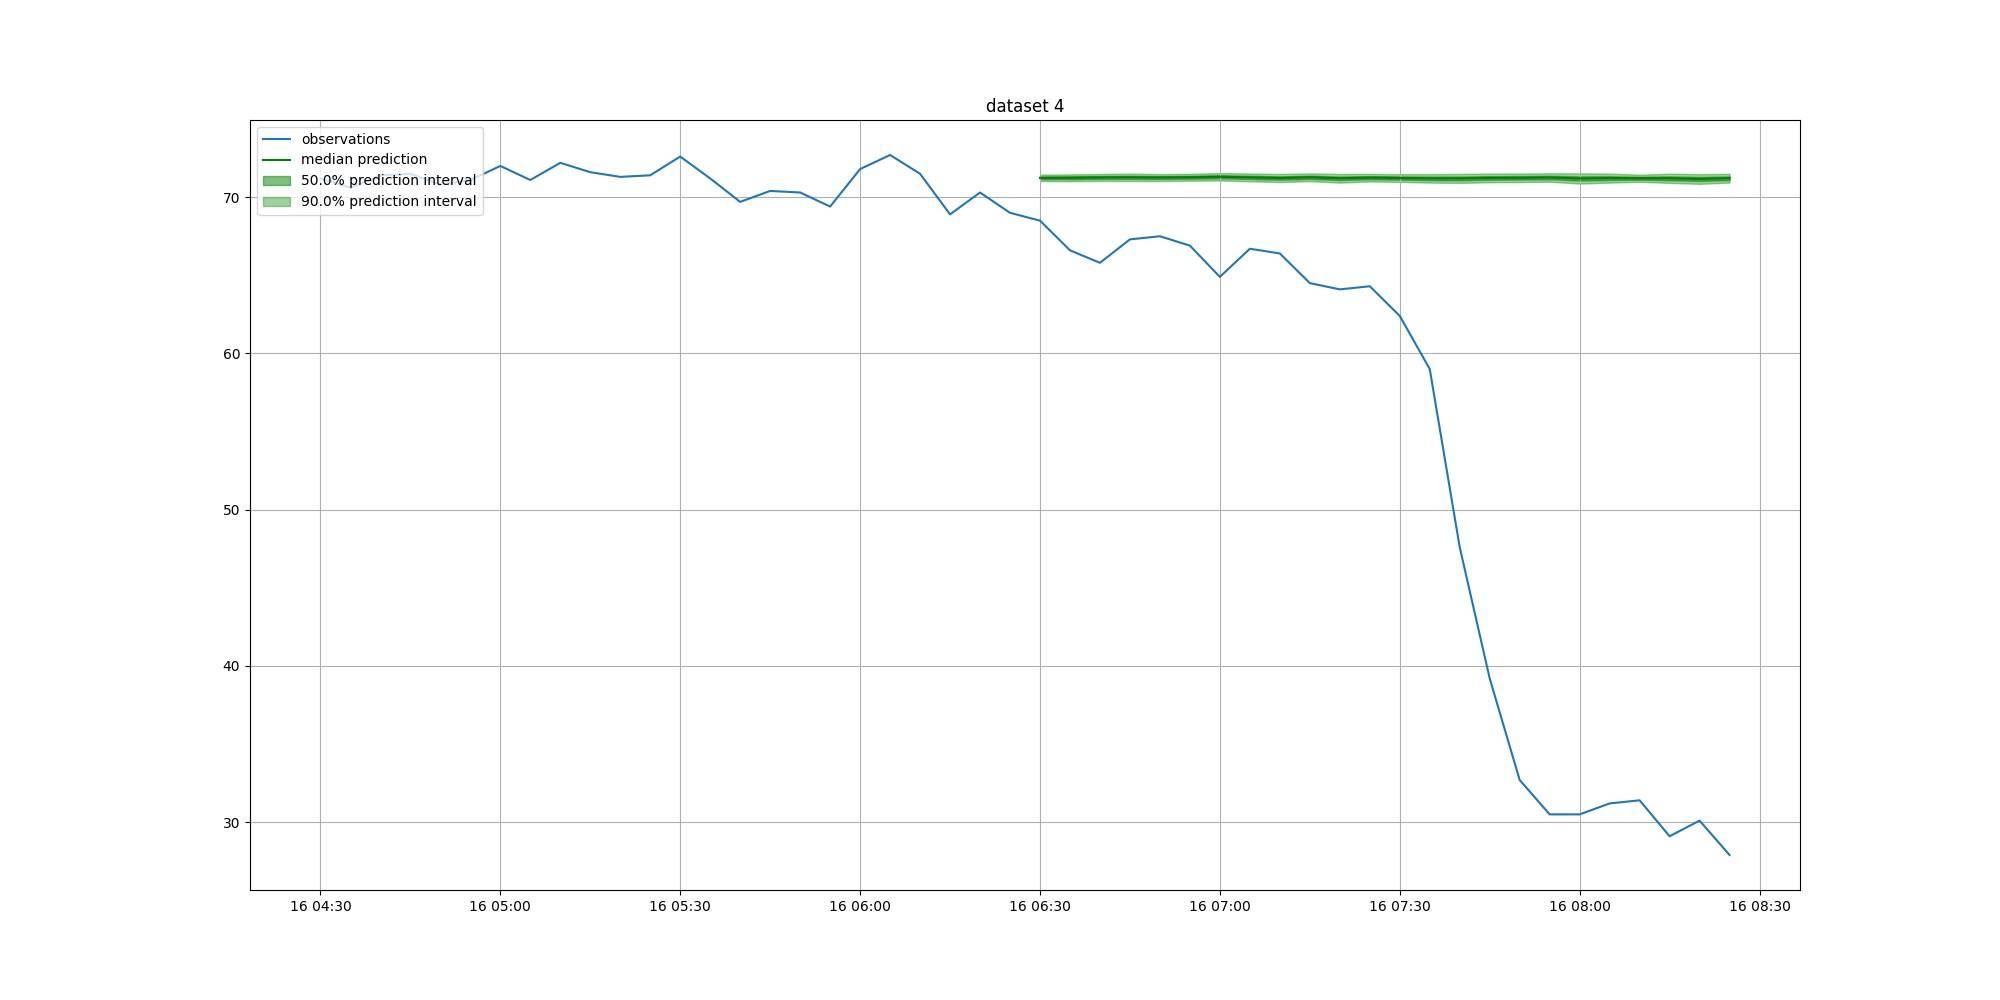 dataset 4
observations
median prediction
50.0% prediction interval
90.0% prediction interval
70
60
50
40
30
16 04:30 16 05:00 16 05:30 16 06:00 16 06:30 16 07:00 16 07:30 16 08:00 16 08:30